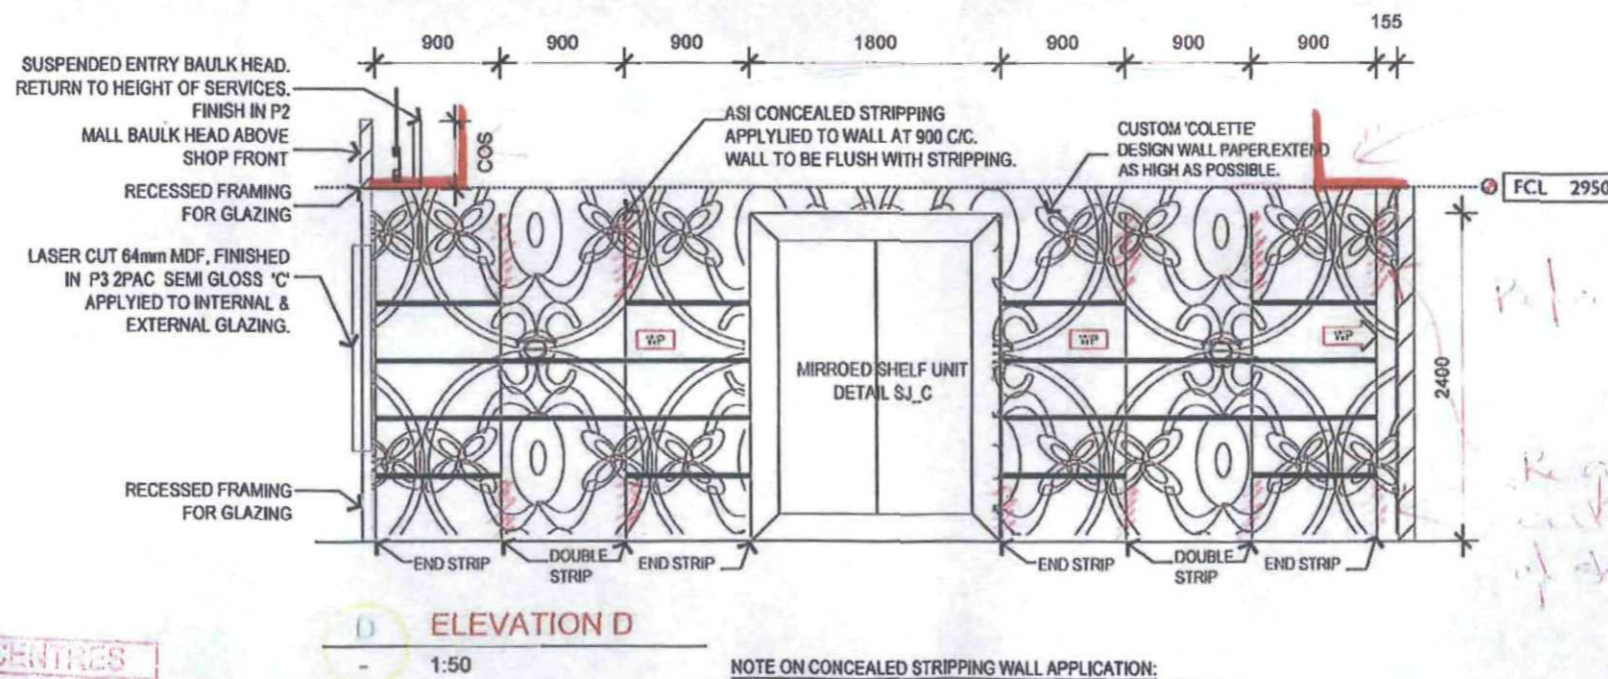 155
900 900 900 1800 900 900 900
SUSPENDED ENTRY BAULK HEAD.
RETURN TO HEIGHT OF SERVICES.
FINISH IN P2
MALL BAULK HEAD ABOVE
SHOP FRONT
RECESSED FRAMING
FOR GLAZING
LASER CUT 64mm MDF, FINISHED
IN P3 2PAC SEMI GLOSS 'C'
APPLYIED TO INTERNAL &
EXTERNAL GLAZING.
RECESSED FRAMING
FOR GLAZING
COS
ASI CONCEALED STRIPPING
APPLYLIED TO WALL AT 900 C/C.
WALL TO BE FLUSH WITH STRIPPING.
CUSTOM 'COLETTE'
DESIGN WALL PAPER.EXTEND
AS HIGH AS POSSIBLE.
FCL 2950
WP
WP
WP
MIRROED SHELF UNIT
DETAIL SJ_C
2400
END STRIP
DOUBLE
STRIP
END STRIP
END STRIP
DOUBLE
STRIP
END STRIP
D ELEVATION D
- 1:50
CENTRES
NOTE ON CONCEALED STRIPPING WALL APPLICATION: